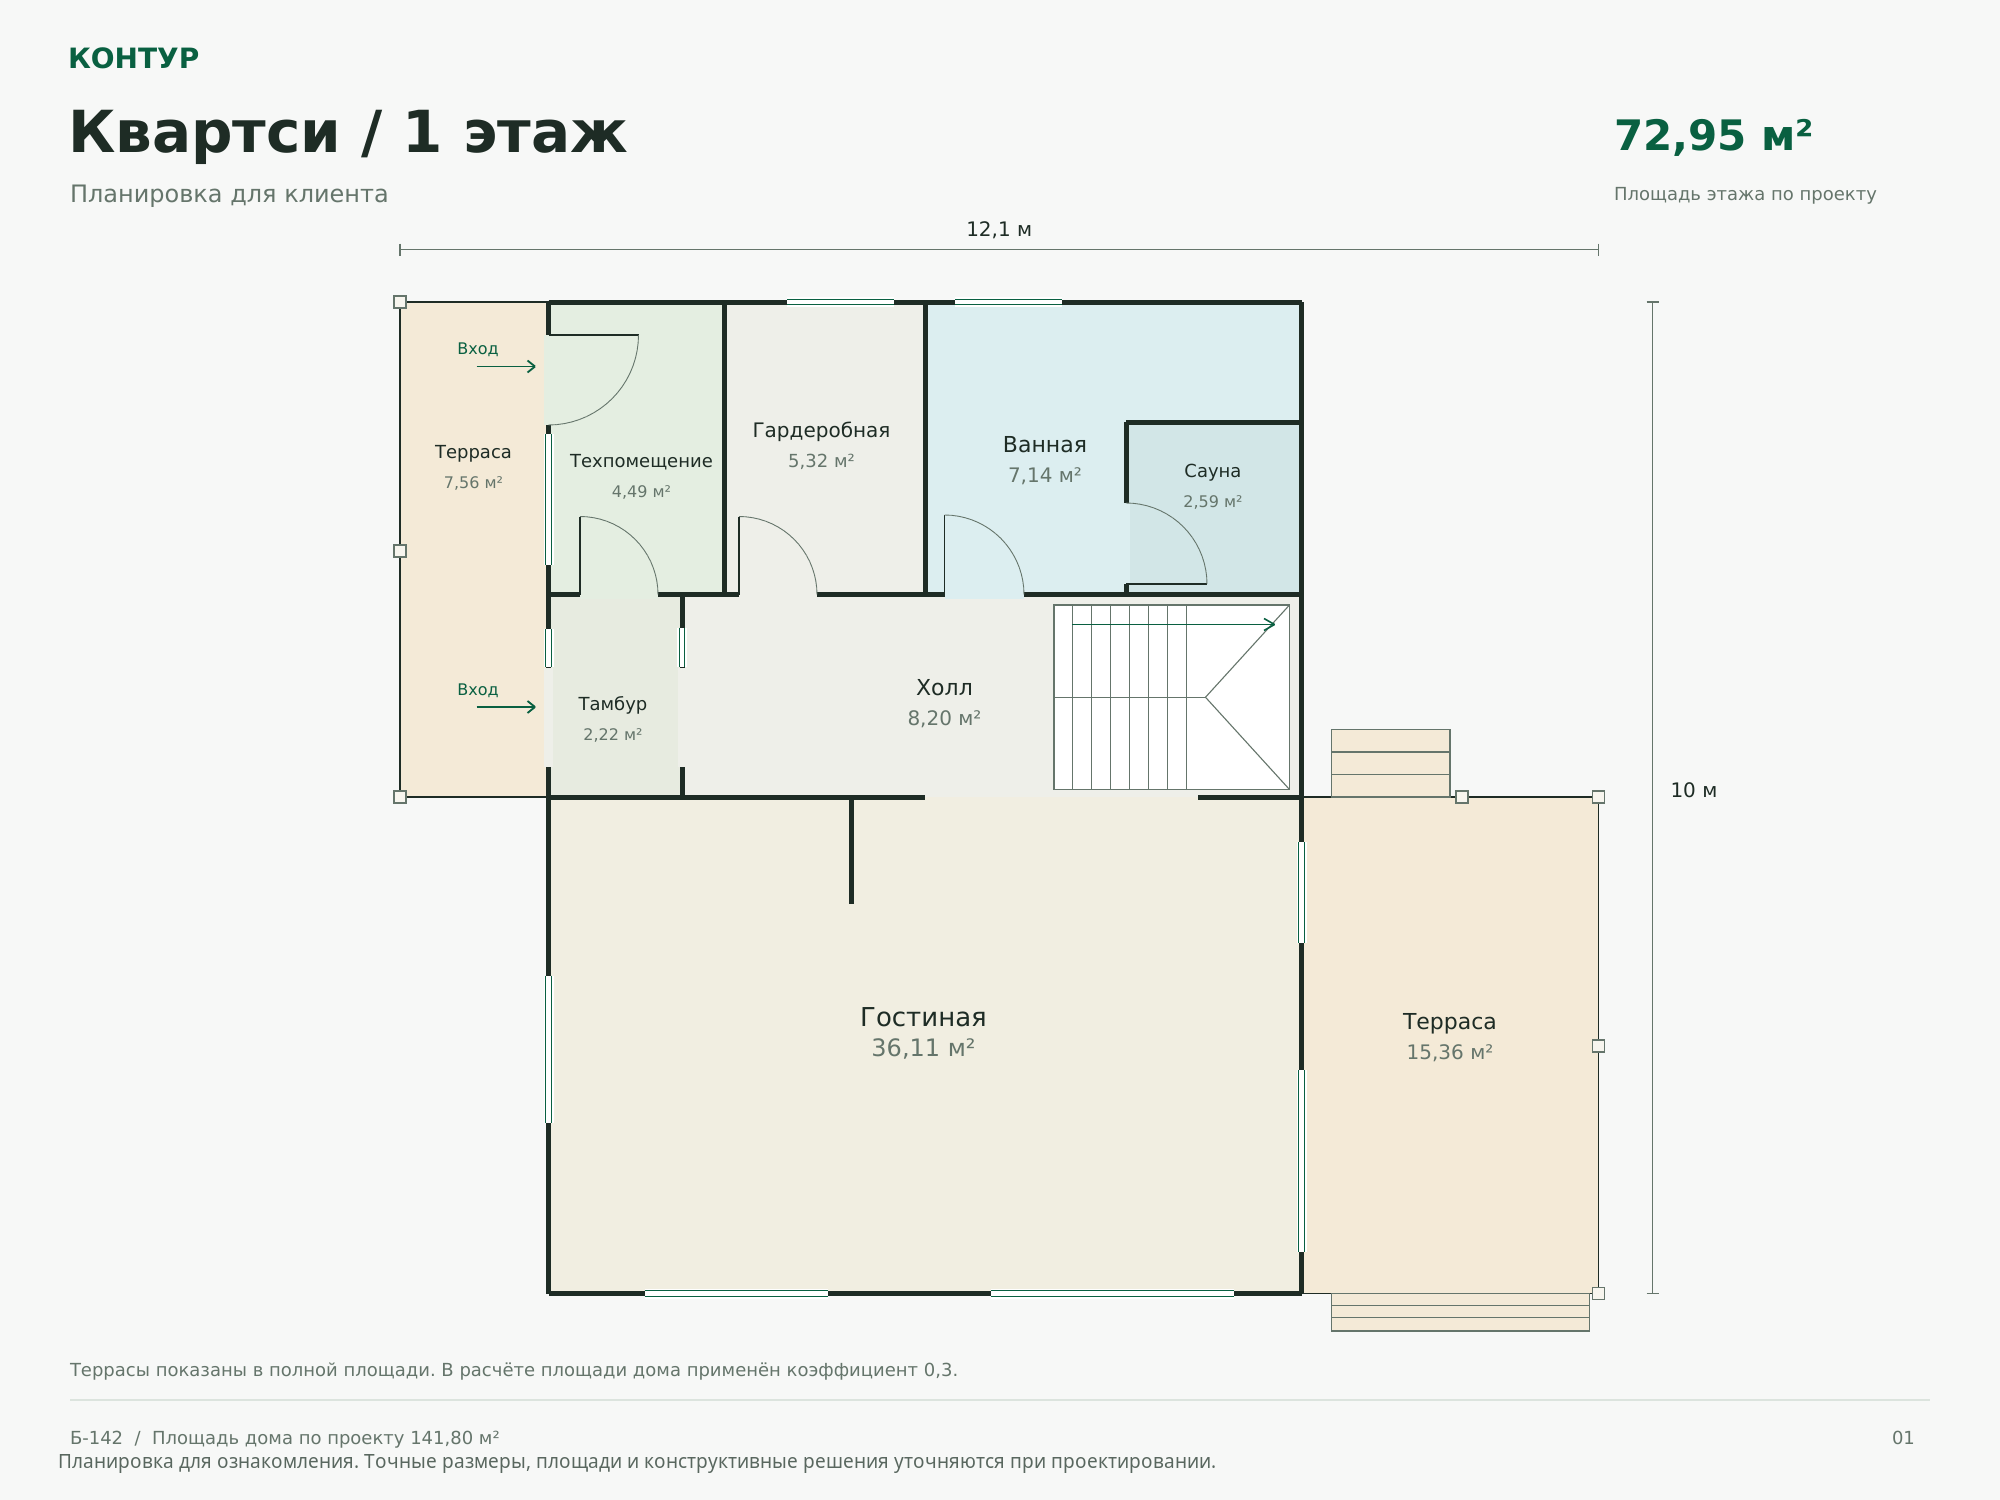 КОНТУР
Квартси / 1 этаж
72,95 м²
Планировка для клиента
Площадь этажа по проекту
12,1 м
Вход
Терраса
7,56 м²
Техпомещение
4,49 м²
Гардеробная
5,32 м²
Ванная
7,14 м²
Сауна
2,59 м²
Вход
Тамбур
2,22 м²
Холл
8,20 м²
10 м
Гостиная
36,11 м²
Терраса
15,36 м²
Террасы показаны в полной площади. В расчёте площади дома применён коэффициент 0,3.
Б-142 / Площадь дома по проекту 141,80 м²
01
Планировка для ознакомления. Точные размеры, площади и конструктивные решения уточняются при проектировании.